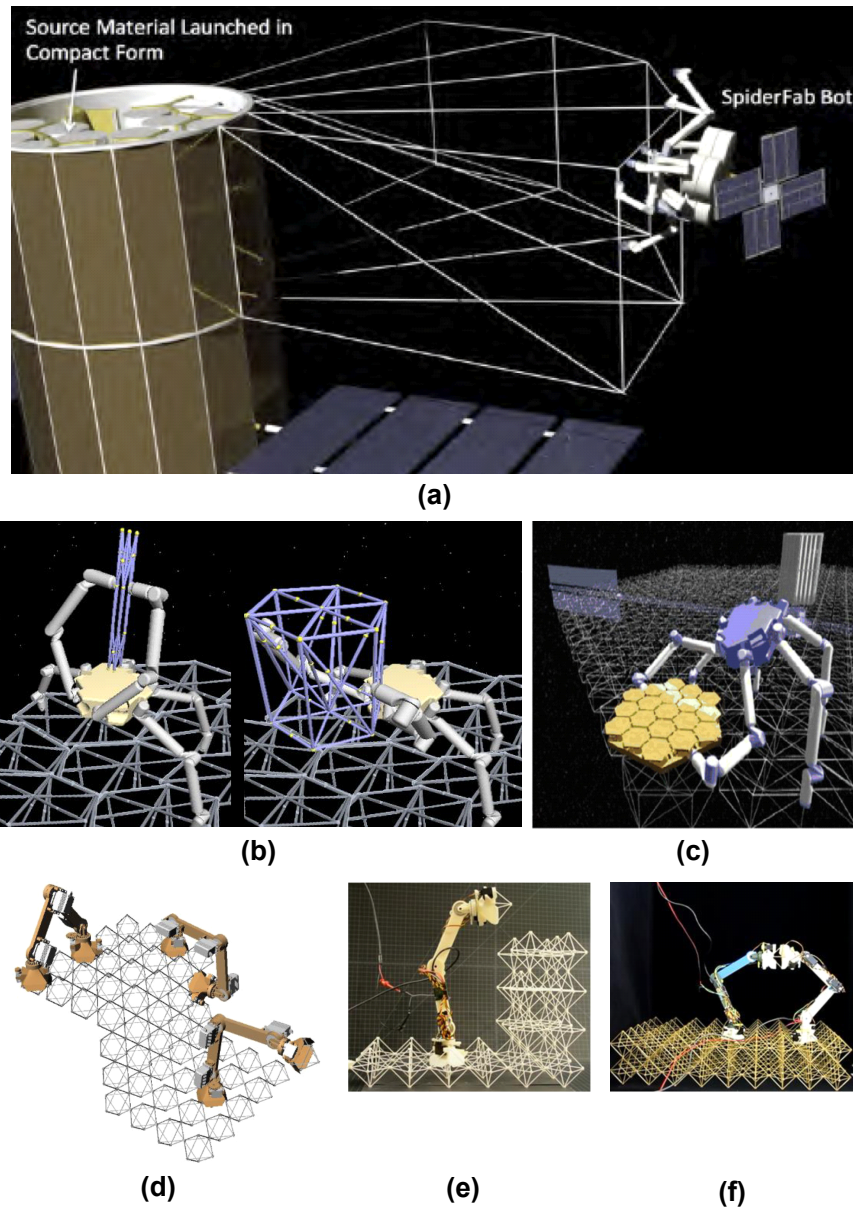 Source Material Launched in
Compact Form
SpiderFab Bot
(a)
(b)
(c)
(d)
(e)
(f)